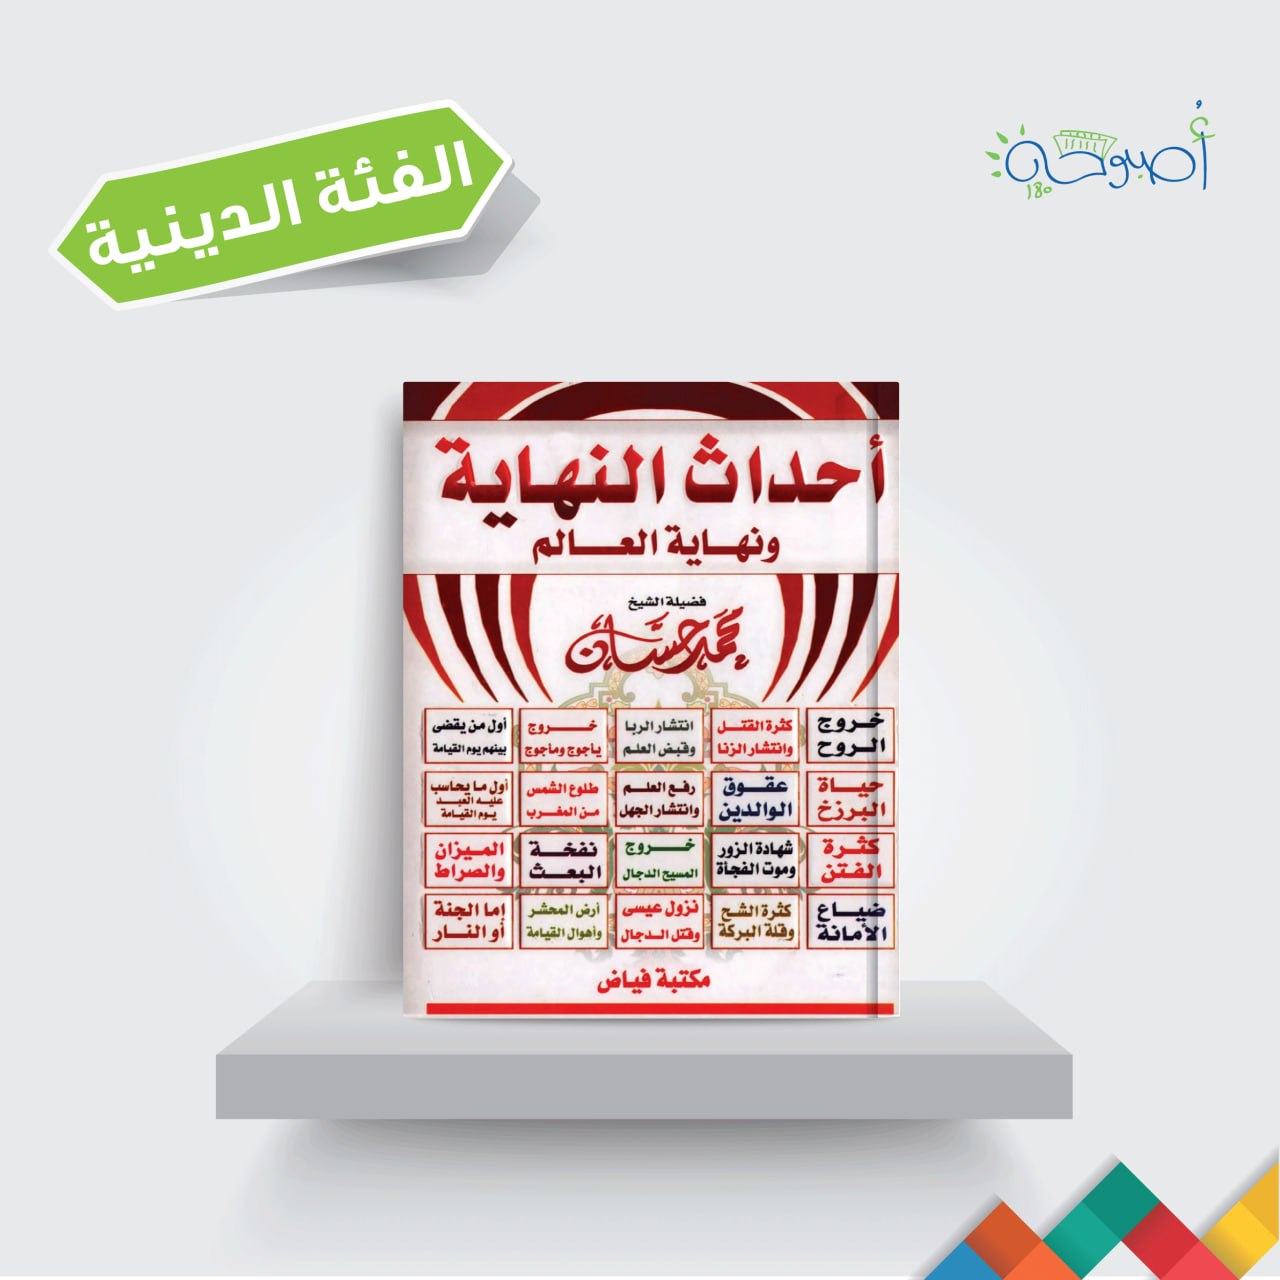 أُصبوحة
180
الفئة الدينية
أحداث النهاية
ونهاية العالم
فضيلة الشيخ
محمد حسان
خروج
الروح
كثرة القتل
وانتشار الزنا
انتشار الربا
وقبض العلم
خروج
يأجوج ومأجوج
أول من يقضى
بينهم يوم القيامة
حياة
البرزخ
عقوق
الوالدين
رفع العلم
وانتشار الجهل
طلوع الشمس
من المغرب
أول ما يحاسب
عليه العبد
يوم القيامة
كثرة
الفتن
شهادة الزور
وموت الفجأة
خروج
المسيح الدجال
نفخة
البعث
الميزان
والصراط
ضياع
الأمانة
كثرة الشح
وقلة البركة
نزول عيسى
وقتل الدجال
أرض المحشر
وأهوال القيامة
إما الجنة
أو النار
مكتبة فياض